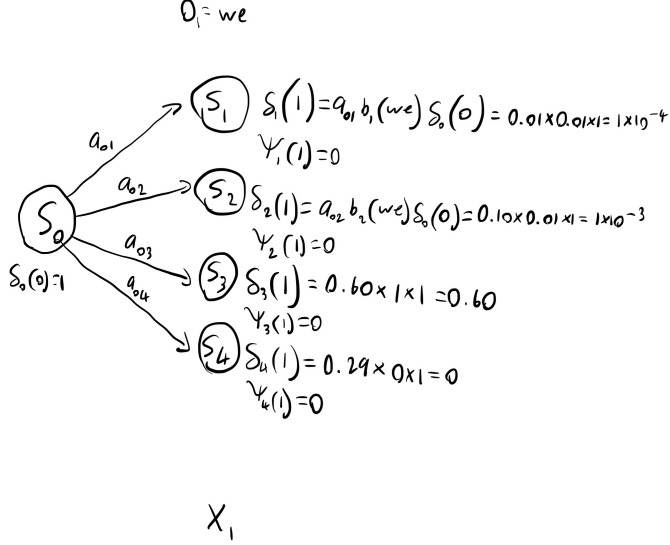 O₁ = we
a₀₁
S₁ δ₁(1) = a₀₁ b₁(we) δ₀(0) = 0.01×0.01×1 = 1×10⁻⁴
Ψ₁(1) = 0
a₀₂
S₂ δ₂(1) = a₀₂ b₂(we) δ₀(0) = 0.10×0.01×1 = 1×10⁻³
Ψ₂(1) = 0
S₀
δ₀(0) = 1
a₀₃
S₃ δ₃(1) = 0.60×1×1 = 0.60
Ψ₃(1) = 0
a₀₄
S₄ δ₄(1) = 0.29×0×1 = 0
Ψ₄(1) = 0
X₁